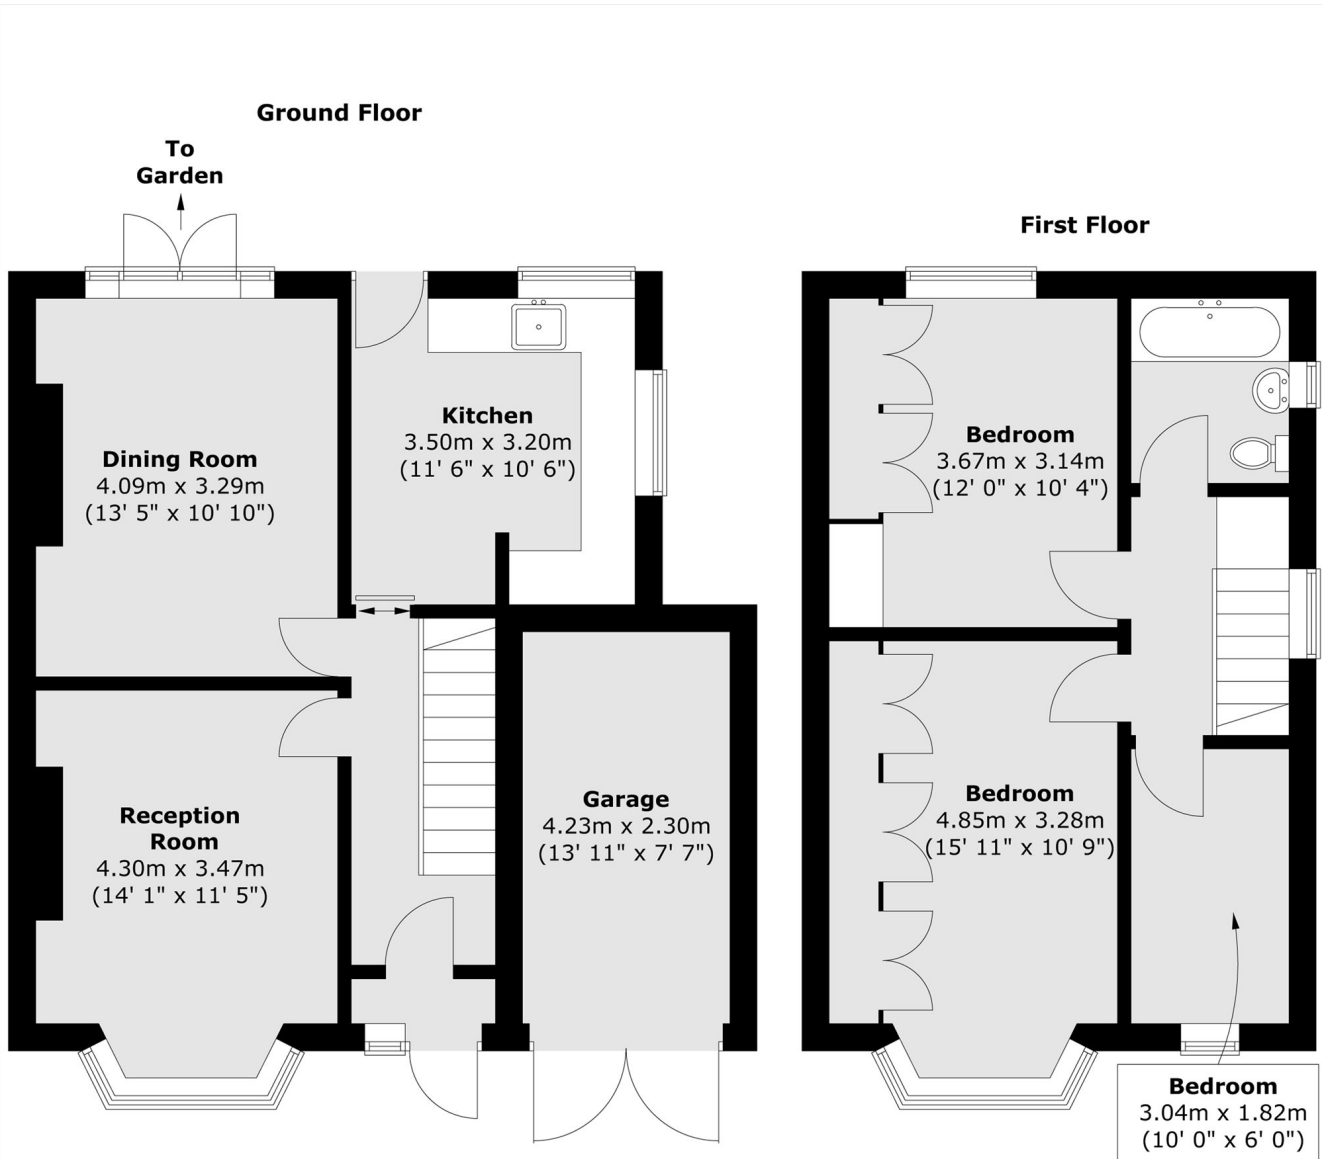 Ground Floor
To
Garden
Dining Room
4.09m x 3.29m
(13' 5" x 10' 10")
Kitchen
3.50m x 3.20m
(11' 6" x 10' 6")
Reception
Room
4.30m x 3.47m
(14' 1" x 11' 5")
Garage
4.23m x 2.30m
(13' 11" x 7' 7")
First Floor
Bedroom
3.67m x 3.14m
(12' 0" x 10' 4")
Bedroom
4.85m x 3.28m
(15' 11" x 10' 9")
Bedroom
3.04m x 1.82m
(10' 0" x 6' 0")